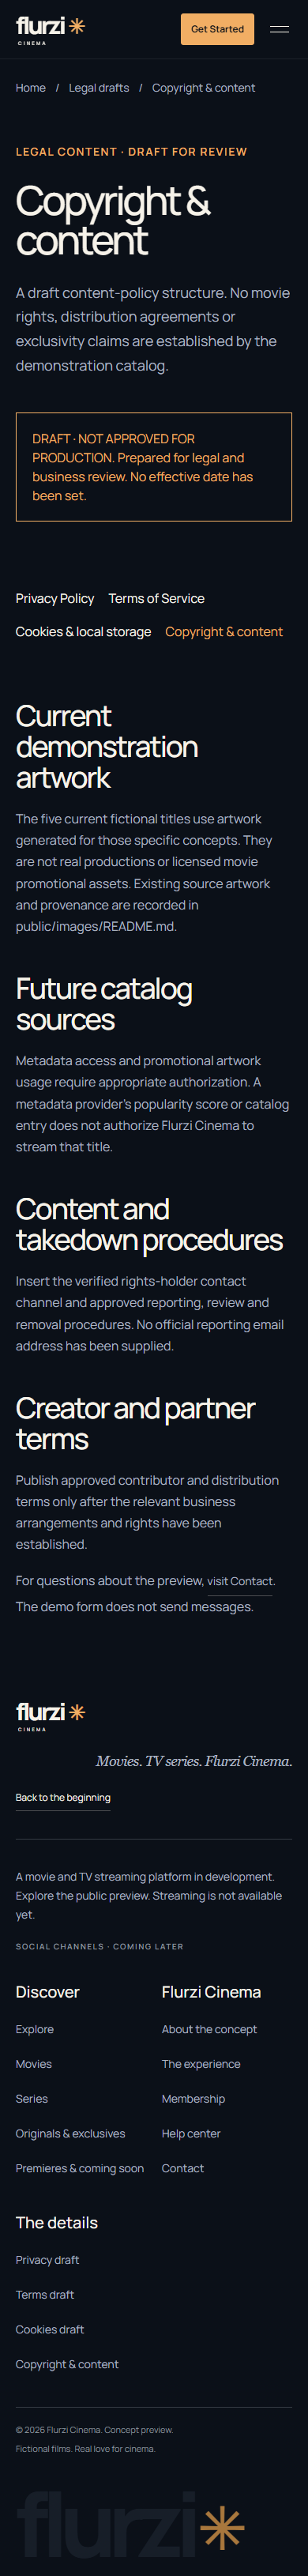 flurzi
CINEMA
Get Started
Home / Legal drafts / Copyright & content
LEGAL CONTENT · DRAFT FOR REVIEW
Copyright &
content
A draft content-policy structure. No movie
rights, distribution agreements or
exclusivity claims are established by the
demonstration catalog.
DRAFT · NOT APPROVED FOR
PRODUCTION. Prepared for legal and
business review. No effective date has
been set.
Privacy Policy Terms of Service
Cookies & local storage Copyright & content
Current
demonstration
artwork
The five current fictional titles use artwork
generated for those specific concepts. They
are not real productions or licensed movie
promotional assets. Existing source artwork
and provenance are recorded in
public/images/README.md.
Future catalog
sources
Metadata access and promotional artwork
usage require appropriate authorization. A
metadata provider's popularity score or catalog
entry does not authorize Flurzi Cinema to
stream that title.
Content and
takedown procedures
Insert the verified rights-holder contact
channel and approved reporting, review and
removal procedures. No official reporting email
address has been supplied.
Creator and partner
terms
Publish approved contributor and distribution
terms only after the relevant business
arrangements and rights have been
established.
For questions about the preview, visit Contact.
The demo form does not send messages.
flurzi
CINEMA
Movies. TV series. Flurzi Cinema.
Back to the beginning
A movie and TV streaming platform in development.
Explore the public preview. Streaming is not available
yet.
SOCIAL CHANNELS · COMING LATER
Discover
Explore
Movies
Series
Originals & exclusives
Premieres & coming soon
Flurzi Cinema
About the concept
The experience
Membership
Help center
Contact
The details
Privacy draft
Terms draft
Cookies draft
Copyright & content
© 2026 Flurzi Cinema. Concept preview.
Fictional films. Real love for cinema.
flurzi